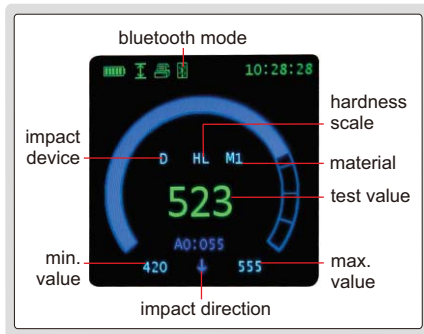 bluetooth mode
10:28:28
hardness
scale
impact
device
D HL M1
material
523
test value
A0:055
min.
value
420
555
max.
value
impact direction